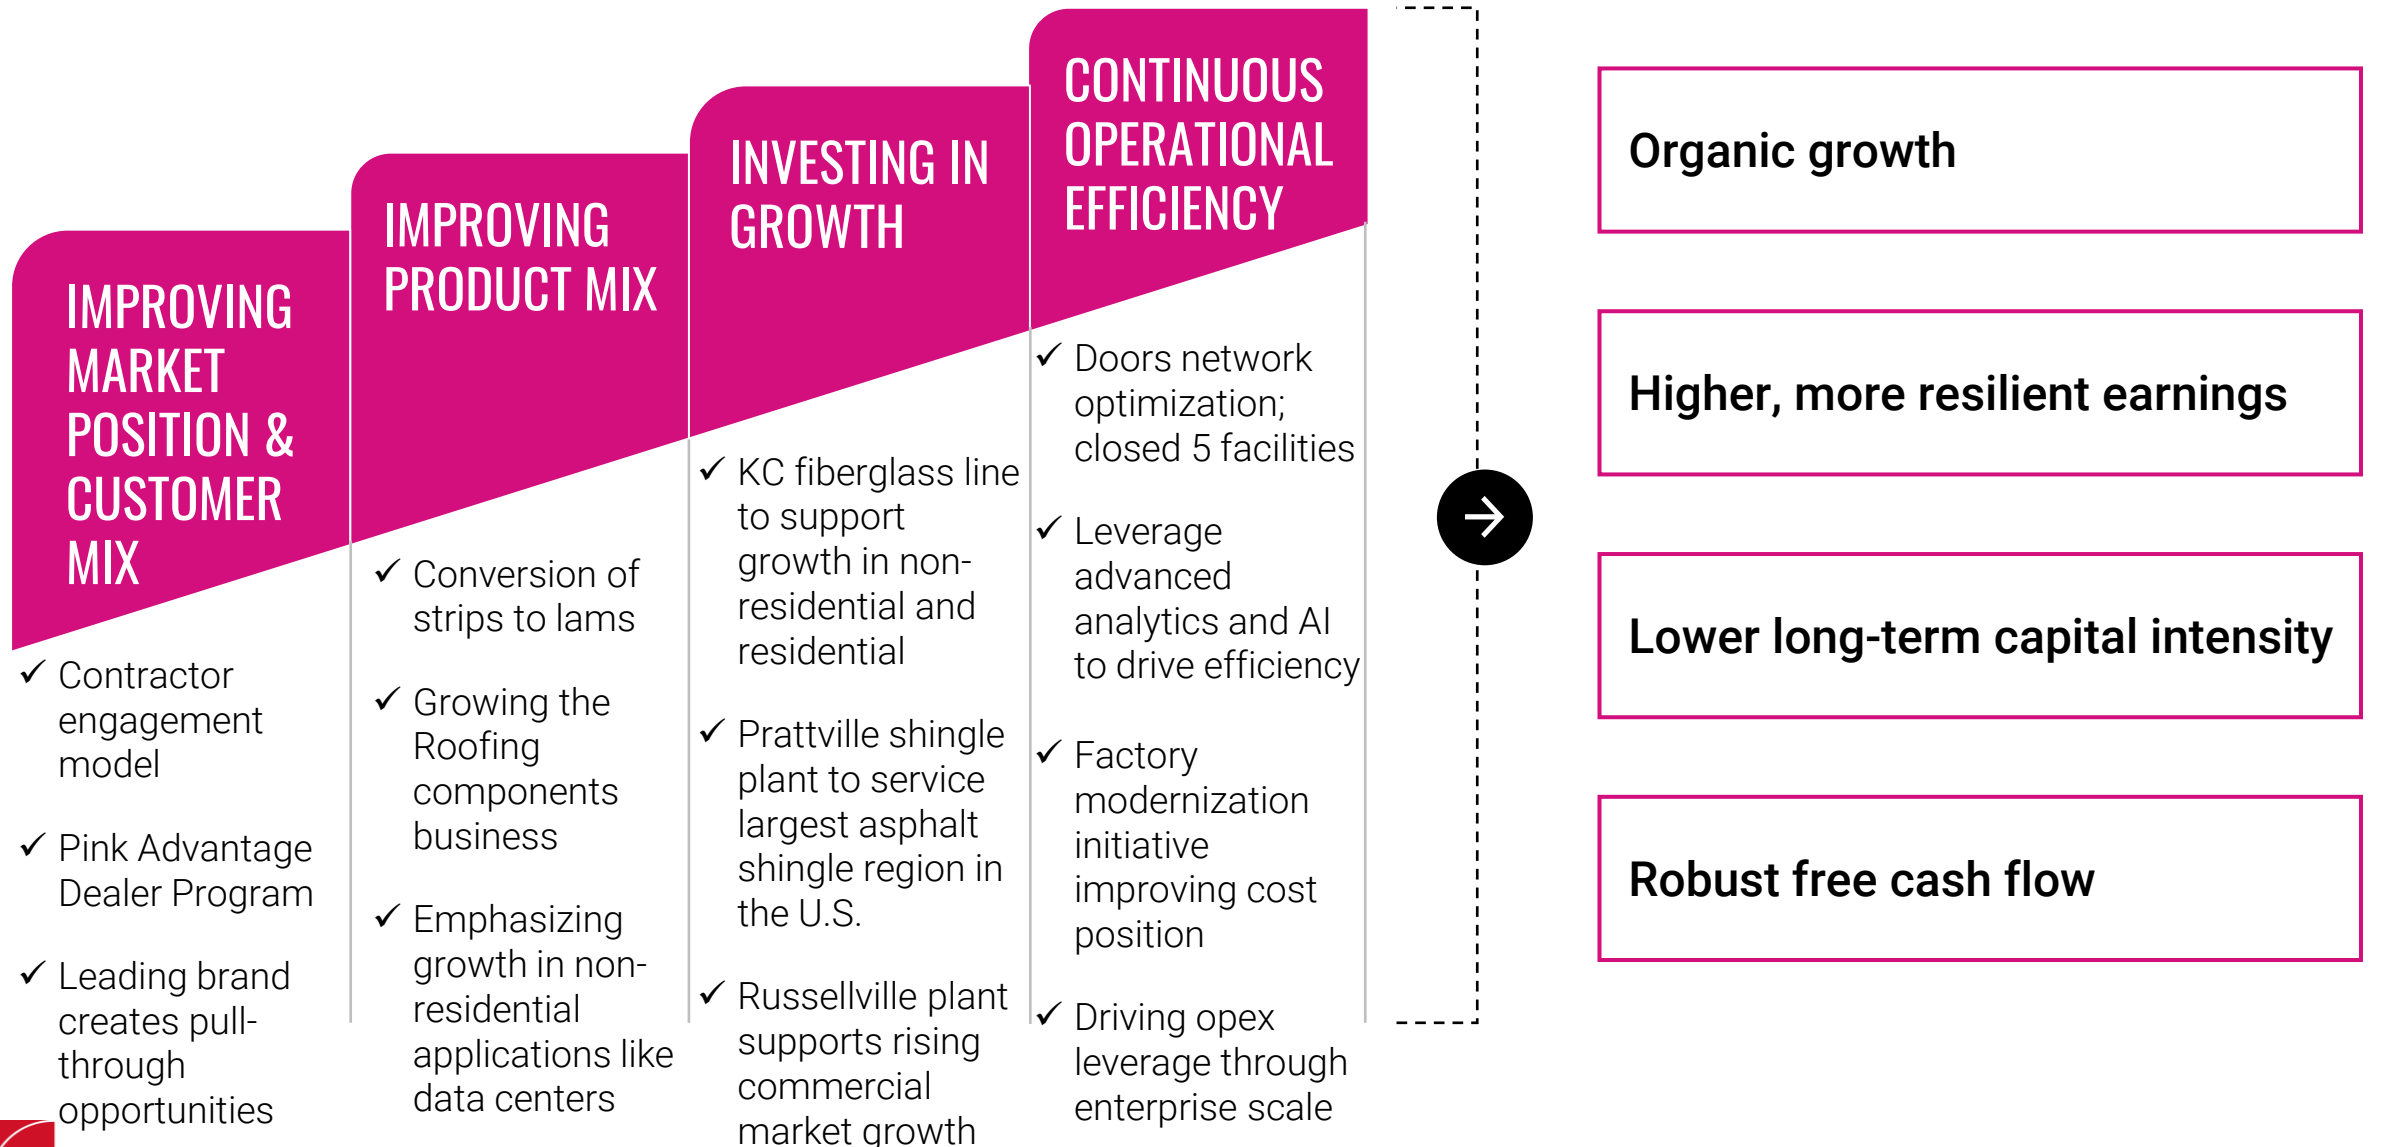 IMPROVING
MARKET
POSITION &
CUSTOMER
MIX
✓ Contractor
engagement
model
✓ Pink Advantage
Dealer Program
✓ Leading brand
creates pull-
through
opportunities
IMPROVING
PRODUCT MIX
✓ Conversion of
strips to lams
✓ Growing the
Roofing
components
business
✓ Emphasizing
growth in non-
residential
applications like
data centers
INVESTING IN
GROWTH
✓ KC fiberglass line
to support
growth in non-
residential and
residential
✓ Prattville shingle
plant to service
largest asphalt
shingle region in
the U.S.
✓ Russellville plant
supports rising
commercial
market growth
CONTINUOUS
OPERATIONAL
EFFICIENCY
✓ Doors network
optimization;
closed 5 facilities
✓ Leverage
advanced
analytics and AI
to drive efficiency
✓ Factory
modernization
initiative
improving cost
position
✓ Driving opex
leverage through
enterprise scale
Organic growth
Higher, more resilient earnings
Lower long-term capital intensity
Robust free cash flow